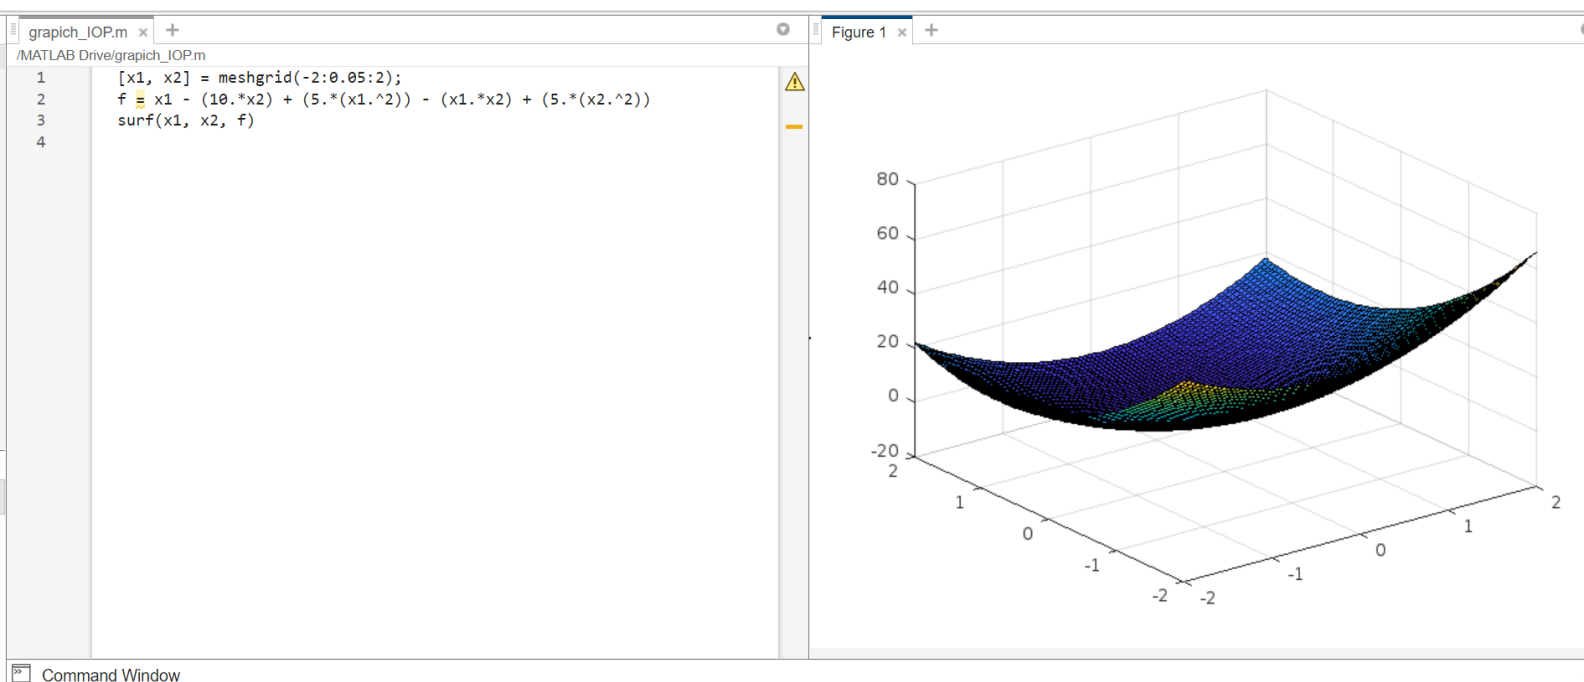 grapich_IOP.m × +
/MATLAB Drive/grapich_IOP.m
1 [x1, x2] = meshgrid(-2:0.05:2);
2 f = x1 - (10.*x2) + (5.*(x1.^2)) - (x1.*x2) + (5.*(x2.^2))
3 surf(x1, x2, f)
4
Figure 1 × +
80
60
40
20
0
-20
2
1
0
-1
-2
-2
-1
0
1
2
>> Command Window